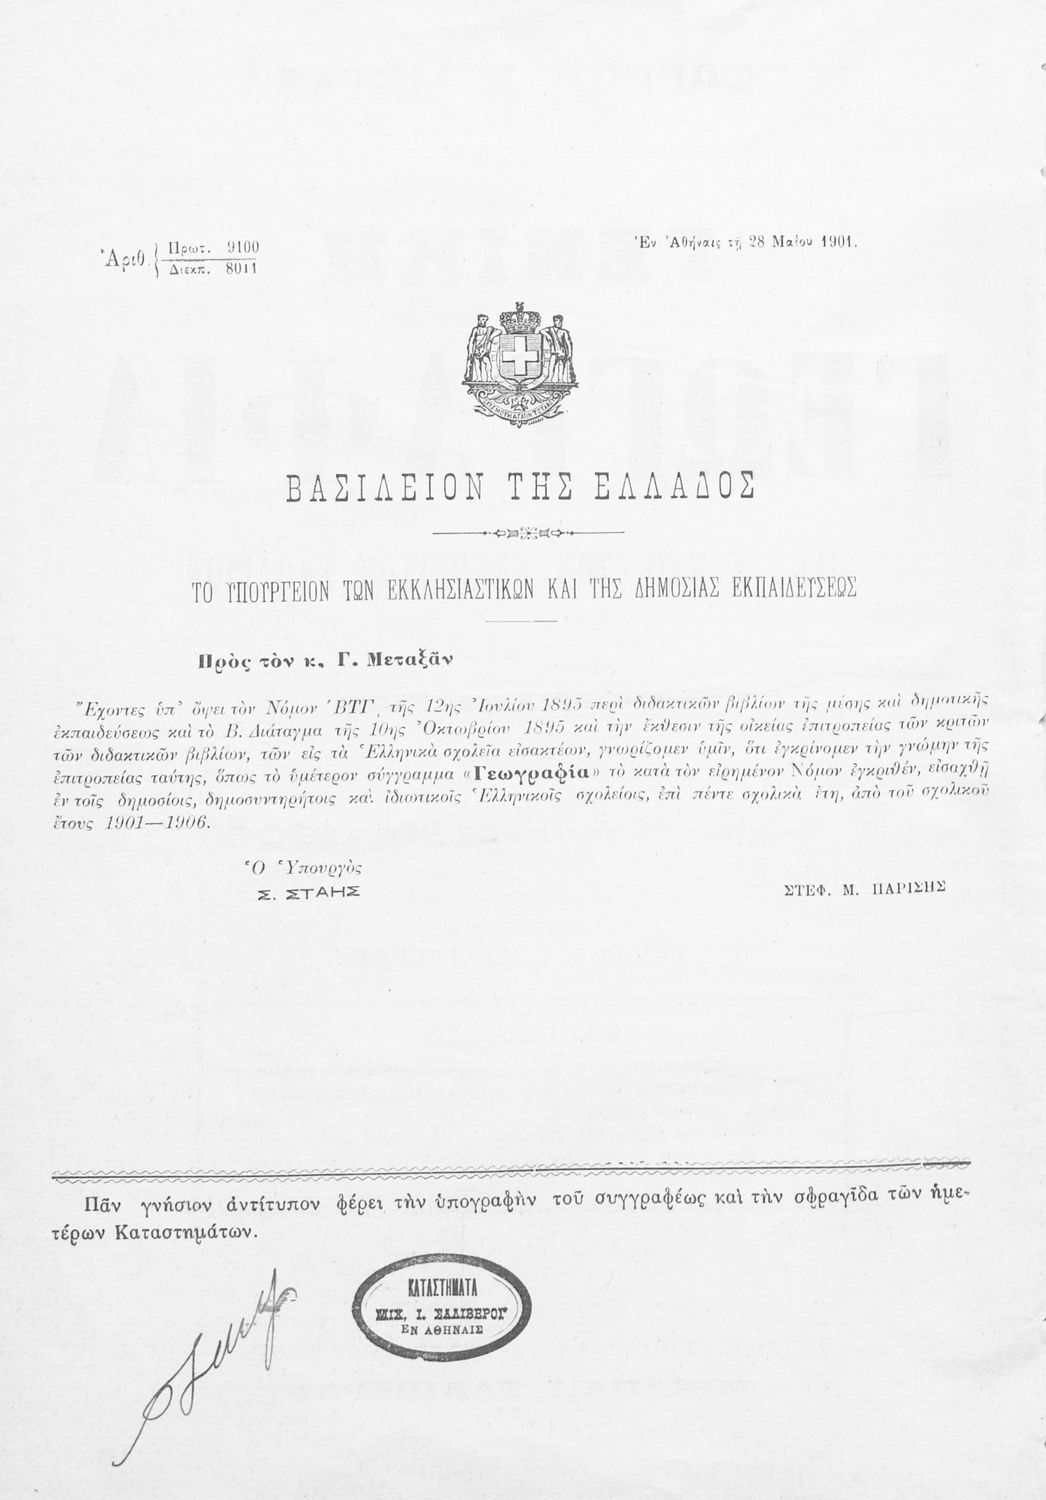 Ἀριθ. { Πρωτ. 9100
Διεκπ. 8011
Ἐν Ἀθήναις τῇ 28 Μαΐου 1901.
ΒΑΣΙΛΕΙΟΝ ΤΗΣ ΕΛΛΑΔΟΣ
ΤΟ ΥΠΟΥΡΓΕΙΟΝ ΤΩΝ ΕΚΚΛΗΣΙΑΣΤΙΚΩΝ ΚΑΙ ΤΗΣ ΔΗΜΟΣΙΑΣ ΕΚΠΑΙΔΕΥΣΕΩΣ
Πρὸς τὸν κ. Γ. Μεταξᾶν
Ἔχοντες ὑπ' ὄψει τὸν Νόμον ͵ΒΤΓ΄, τῆς 12ης Ἰουλίου 1895 περὶ διδακτικῶν βιβλίων τῆς μέσης καὶ δημοτικῆς
ἐκπαιδεύσεως καὶ τὸ Β. Διάταγμα τῆς 10ης Ὀκτωβρίου 1895 καὶ τὴν ἔκθεσιν τῆς οἰκείας ἐπιτροπείας τῶν κριτῶν
τῶν διδακτικῶν βιβλίων, τῶν εἰς τὰ Ἑλληνικὰ σχολεῖα εἰσακτέων, γνωρίζομεν ὑμῖν, ὅτι ἐγκρίνομεν τὴν γνώμην τῆς
ἐπιτροπείας ταύτης, ὅπως τὸ ὑμέτερον σύγγραμμα «Γεωγραφία» τὸ κατὰ τὸν εἰρημένον Νόμον ἐγκριθέν, εἰσαχθῇ
ἐν τοῖς δημοσίοις, δημοσυντηρήτοις καὶ ἰδιωτικοῖς Ἑλληνικοῖς σχολείοις, ἐπὶ πέντε σχολικὰ ἔτη, ἀπὸ τοῦ σχολικοῦ
ἔτους 1901—1906.
Ὁ Ὑπουργὸς
Σ. ΣΤΑΗΣ
ΣΤΕΦ. Μ. ΠΑΡΙΣΗΣ
Πᾶν γνήσιον ἀντίτυπον φέρει τὴν ὑπογραφὴν τοῦ συγγραφέως καὶ τὴν σφραγῖδα τῶν ἡμε-
τέρων Καταστημάτων.
ΚΑΤΑΣΤΗΜΑΤΑ
ΜΙΧ. Ι. ΣΑΛΙΒΕΡΟΥ
ΕΝ ΑΘΗΝΑΙΣ